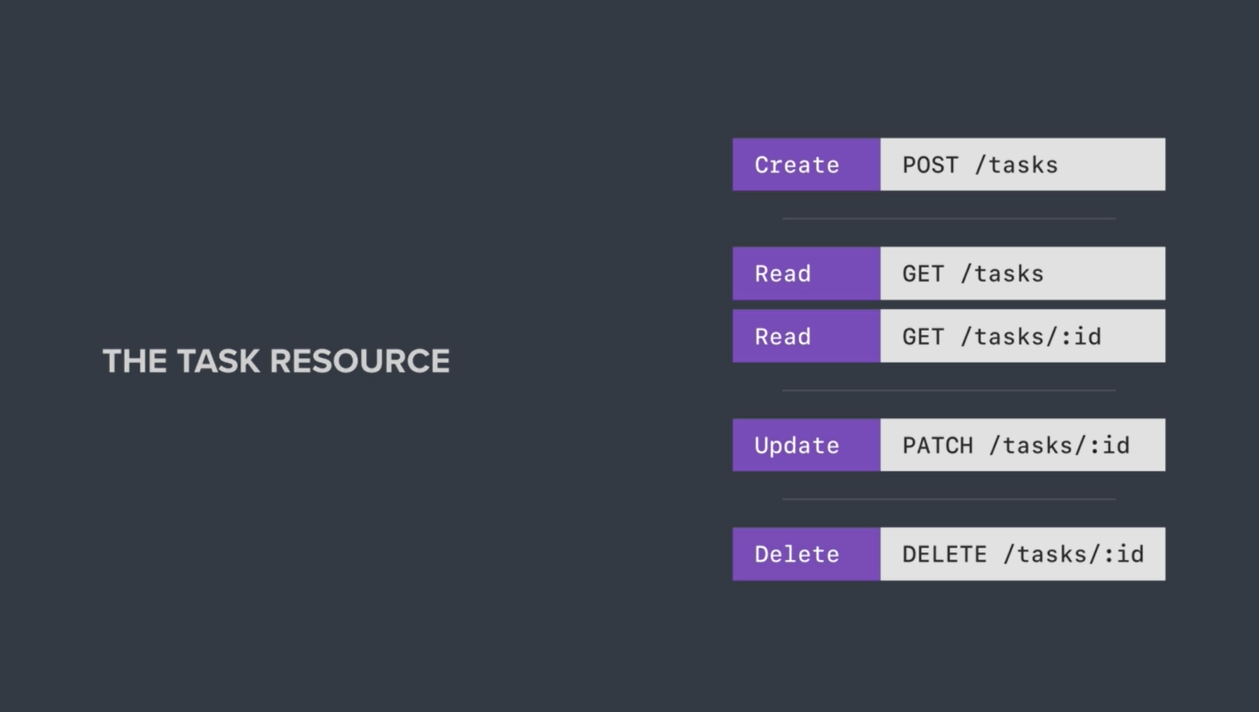 THE TASK RESOURCE
Create POST /tasks
Read GET /tasks
Read GET /tasks/:id
Update PATCH /tasks/:id
Delete DELETE /tasks/:id